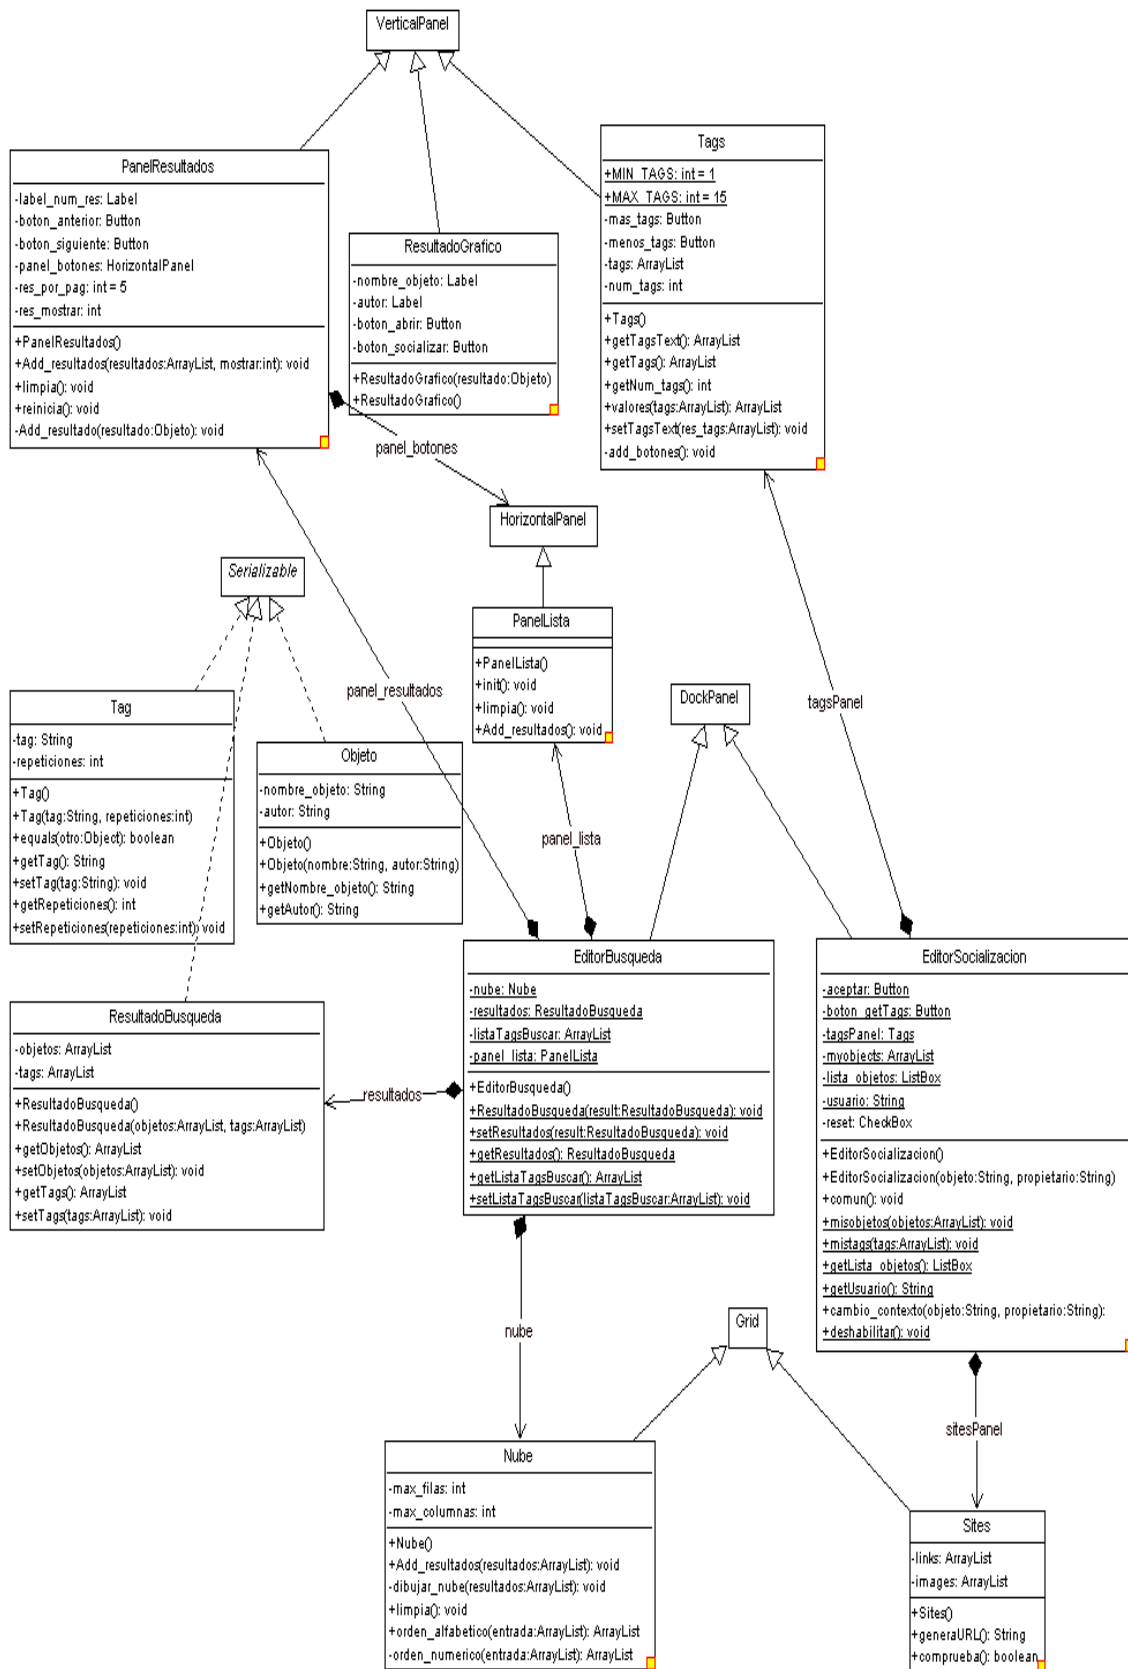 VerticalPanel
PanelResultados
-label_num_res: Label
-boton_anterior: Button
-boton_siguiente: Button
-panel_botones: HorizontalPanel
-res_por_pag: int = 5
-res_mostrar: int
+PanelResultados()
+Add_resultados(resultados:ArrayList, mostrar:int): void
+limpia(): void
+reinicia(): void
-Add_resultado(resultado:Objeto): void
ResultadoGrafico
-nombre_objeto: Label
-autor: Label
-boton_abrir: Button
-boton_socializar: Button
+ResultadoGrafico(resultado:Objeto)
+ResultadoGrafico()
Tags
+MIN_TAGS: int = 1
+MAX_TAGS: int = 15
-mas_tags: Button
-menos_tags: Button
-tags: ArrayList
-num_tags: int
+Tags()
+getTagsText(): ArrayList
+getTags(): ArrayList
+getNum_tags(): int
+valores(tags:ArrayList): ArrayList
+setTagsText(res_tags:ArrayList): void
-add_botones(): void
panel_botones
HorizontalPanel
Serializable
PanelLista
+PanelLista()
+init(): void
+limpia(): void
+Add_resultados(): void
panel_resultados
DockPanel
tagsPanel
Tag
-tag: String
-repeticiones: int
+Tag()
+Tag(tag:String, repeticiones:int)
+equals(otro:Object): boolean
+getTag(): String
+setTag(tag:String): void
+getRepeticiones(): int
+setRepeticiones(repeticiones:int): void
Objeto
-nombre_objeto: String
-autor: String
+Objeto()
+Objeto(nombre:String, autor:String)
+getNombre_objeto(): String
+getAutor(): String
panel_lista
EditorBusqueda
-nube: Nube
-resultados: ResultadoBusqueda
-listaTagsBuscar: ArrayList
-panel_lista: PanelLista
+EditorBusqueda()
+ResultadoBusqueda(result:ResultadoBusqueda): void
+setResultados(result:ResultadoBusqueda): void
+getResultados(): ResultadoBusqueda
+getListaTagsBuscar(): ArrayList
+setListaTagsBuscar(listaTagsBuscar:ArrayList): void
EditorSocializacion
-aceptar: Button
-boton_getTags: Button
-tagsPanel: Tags
-myobjects: ArrayList
-lista_objetos: ListBox
-usuario: String
-reset: CheckBox
+EditorSocializacion()
+EditorSocializacion(objeto:String, propietario:String)
+comun(): void
+misobjetos(objetos:ArrayList): void
+mistags(tags:ArrayList): void
+getLista_objetos(): ListBox
+getUsuario(): String
+cambio_contexto(objeto:String, propietario:String):
+deshabilitar(): void
ResultadoBusqueda
-objetos: ArrayList
-tags: ArrayList
+ResultadoBusqueda()
+ResultadoBusqueda(objetos:ArrayList, tags:ArrayList)
+getObjetos(): ArrayList
+setObjetos(objetos:ArrayList): void
+getTags(): ArrayList
+setTags(tags:ArrayList): void
resultados
nube
Grid
sitesPanel
Nube
-max_filas: int
-max_columnas: int
+Nube()
+Add_resultados(resultados:ArrayList): void
-dibujar_nube(resultados:ArrayList): void
+limpia(): void
+orden_alfabetico(entrada:ArrayList): ArrayList
-orden_numerico(entrada:ArrayList): ArrayList
Sites
-links: ArrayList
-images: ArrayList
+Sites()
+generaURL(): String
+comprueba(): boolean